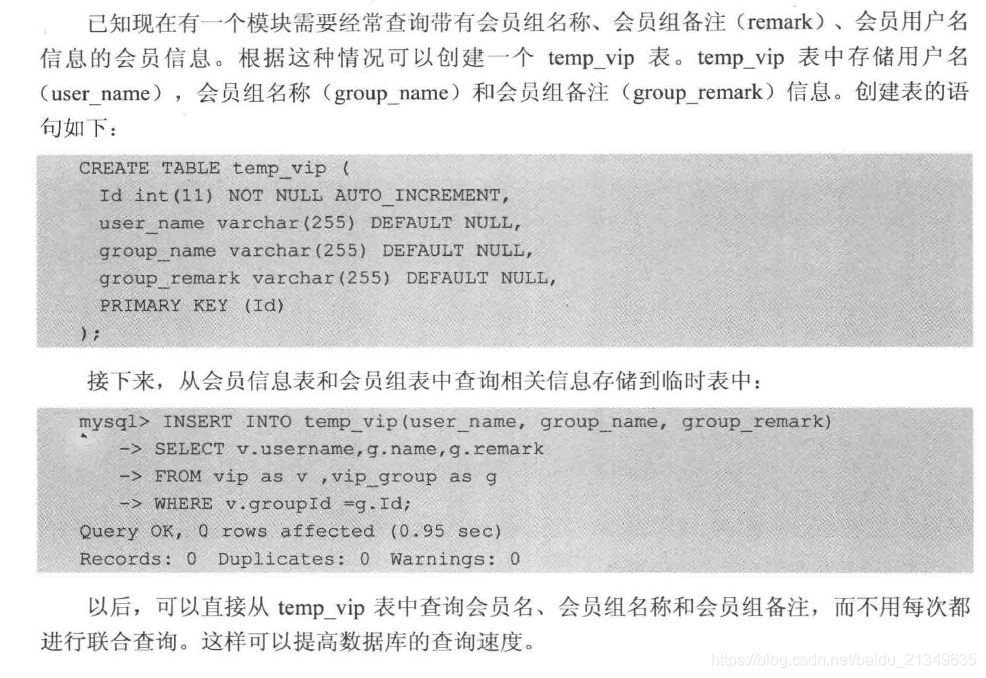 已知现在有一个模块需要经常查询带有会员组名称、会员组备注（remark）、会员用户名
信息的会员信息。根据这种情况可以创建一个 temp_vip 表。temp_vip 表中存储用户名
（user_name），会员组名称（group_name）和会员组备注（group_remark）信息。创建表的语
句如下：
CREATE TABLE temp_vip (
Id int(11) NOT NULL AUTO_INCREMENT,
user_name varchar(255) DEFAULT NULL,
group_name varchar(255) DEFAULT NULL,
group_remark varchar(255) DEFAULT NULL,
PRIMARY KEY (Id)
);
接下来，从会员信息表和会员组表中查询相关信息存储到临时表中：
mysql> INSERT INTO temp_vip(user_name, group_name, group_remark)
-> SELECT v.username,g.name,g.remark
-> FROM vip as v ,vip_group as g
-> WHERE v.groupId =g.Id;
Query OK, 0 rows affected (0.95 sec)
Records: 0 Duplicates: 0 Warnings: 0
以后，可以直接从 temp_vip 表中查询会员名、会员组名称和会员组备注，而不用每次都
进行联合查询。这样可以提高数据库的查询速度。
https://blog.csdn.net/baidu_21349635